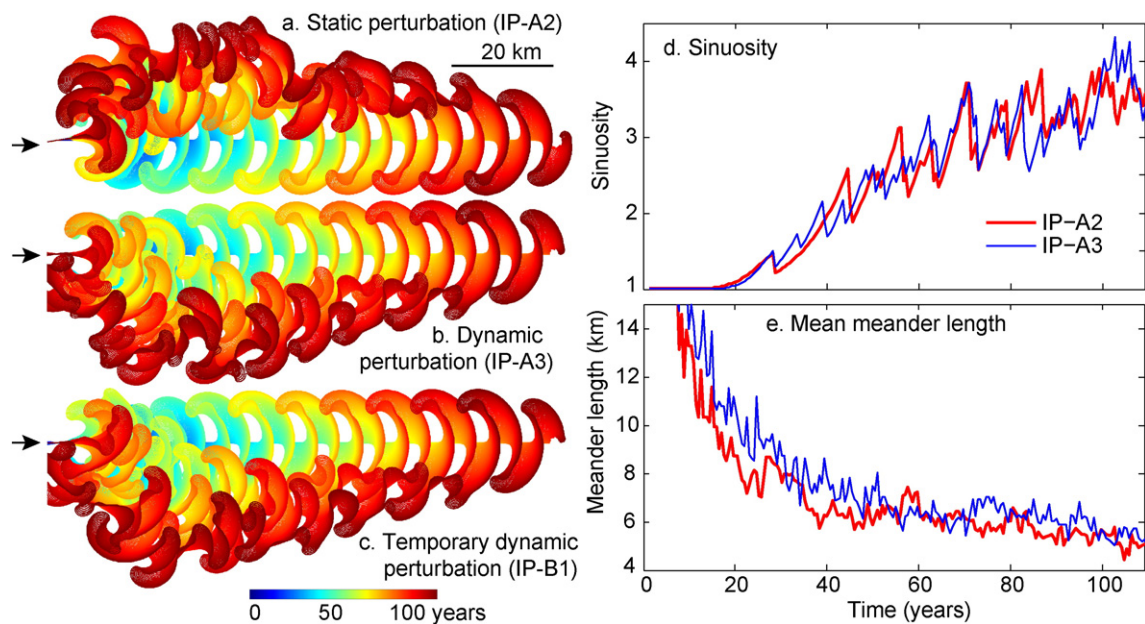 a. Static perturbation (IP-A2)
20 km
b. Dynamic
perturbation (IP-A3)
c. Temporary dynamic
perturbation (IP-B1)
0 50 100 years
d. Sinuosity
4
3
2
1
Sinuosity
IP−A2
IP−A3
e. Mean meander length
14
12
10
8
6
4
Meander length (km)
0 20 40 60 80 100
Time (years)